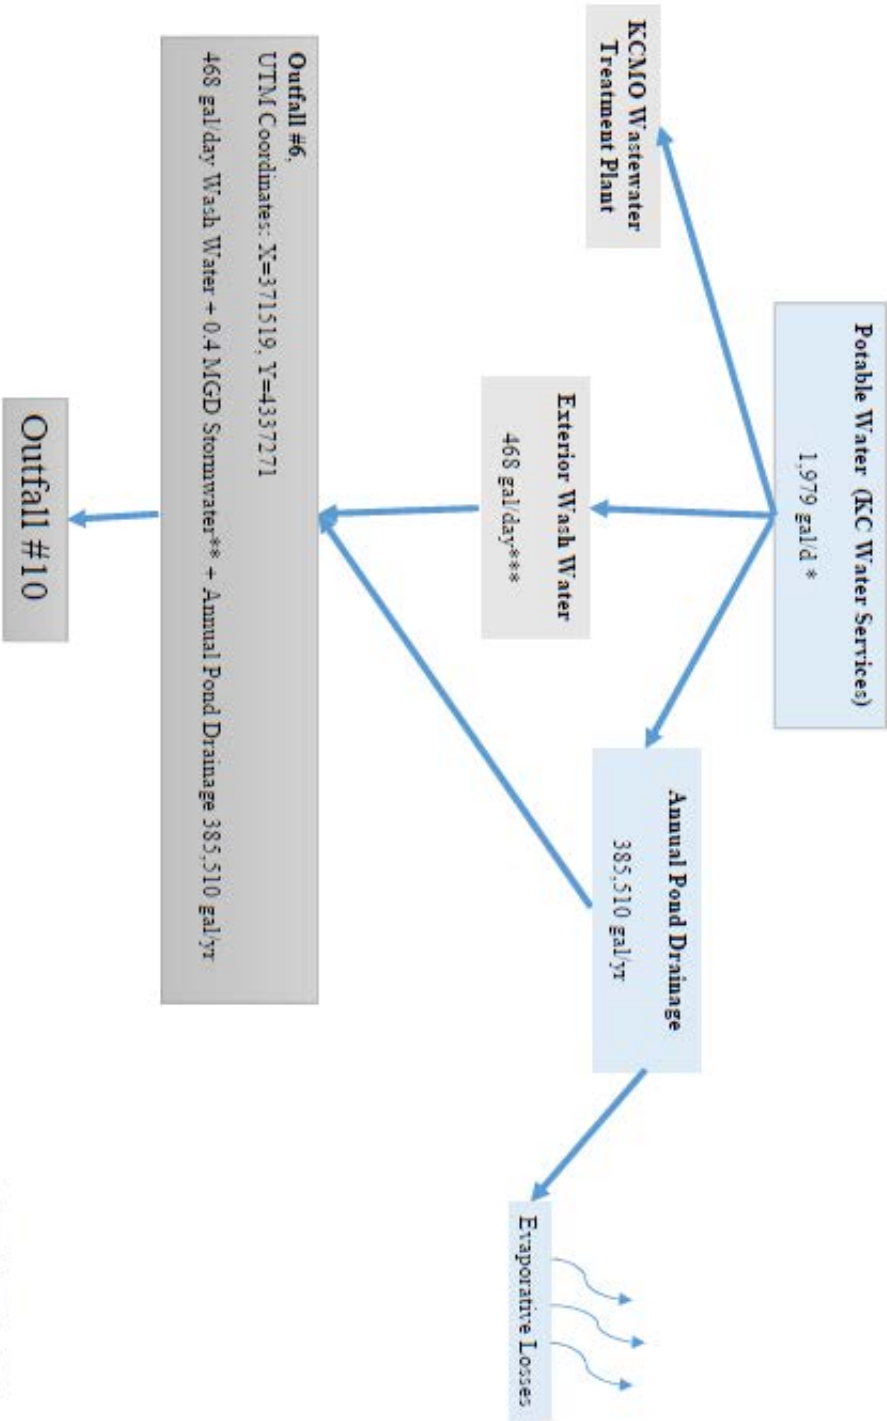 Potable Water (KC Water Services)
1,979 gal/d *
KCMO Wastewater
Treatment Plant
Exterior Wash Water
468 gal/day***
Annual Pond Drainage
385,510 gal/yr
Evaporative Losses
Outfall #6,
UTM Coordinates: X=371519, Y=4337271
468 gal/day Wash Water + 0.4 MGD Stormwater** + Annual Pond Drainage 385,510 gal/yr
Outfall #10